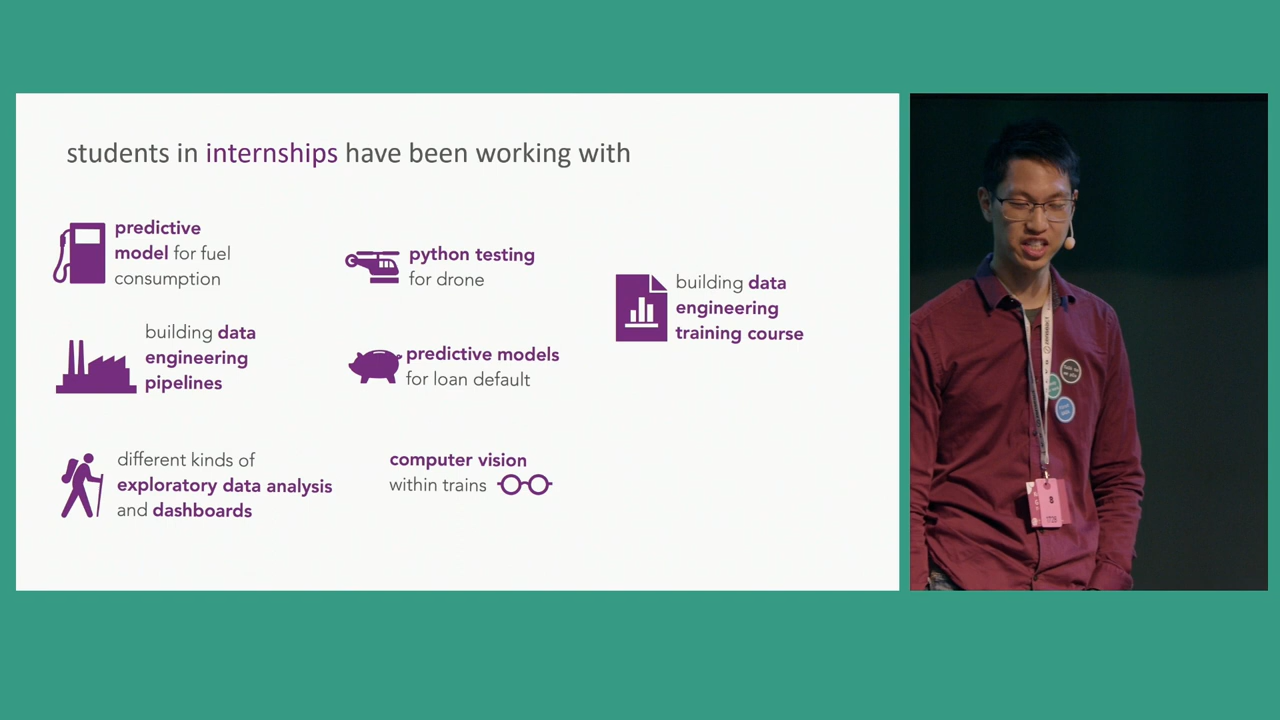 students in internships have been working with
predictive
model for fuel
consumption
building data
engineering
pipelines
different kinds of
exploratory data analysis
and dashboards
python testing
for drone
predictive models
for loan default
computer vision
within trains
building data
engineering
training course